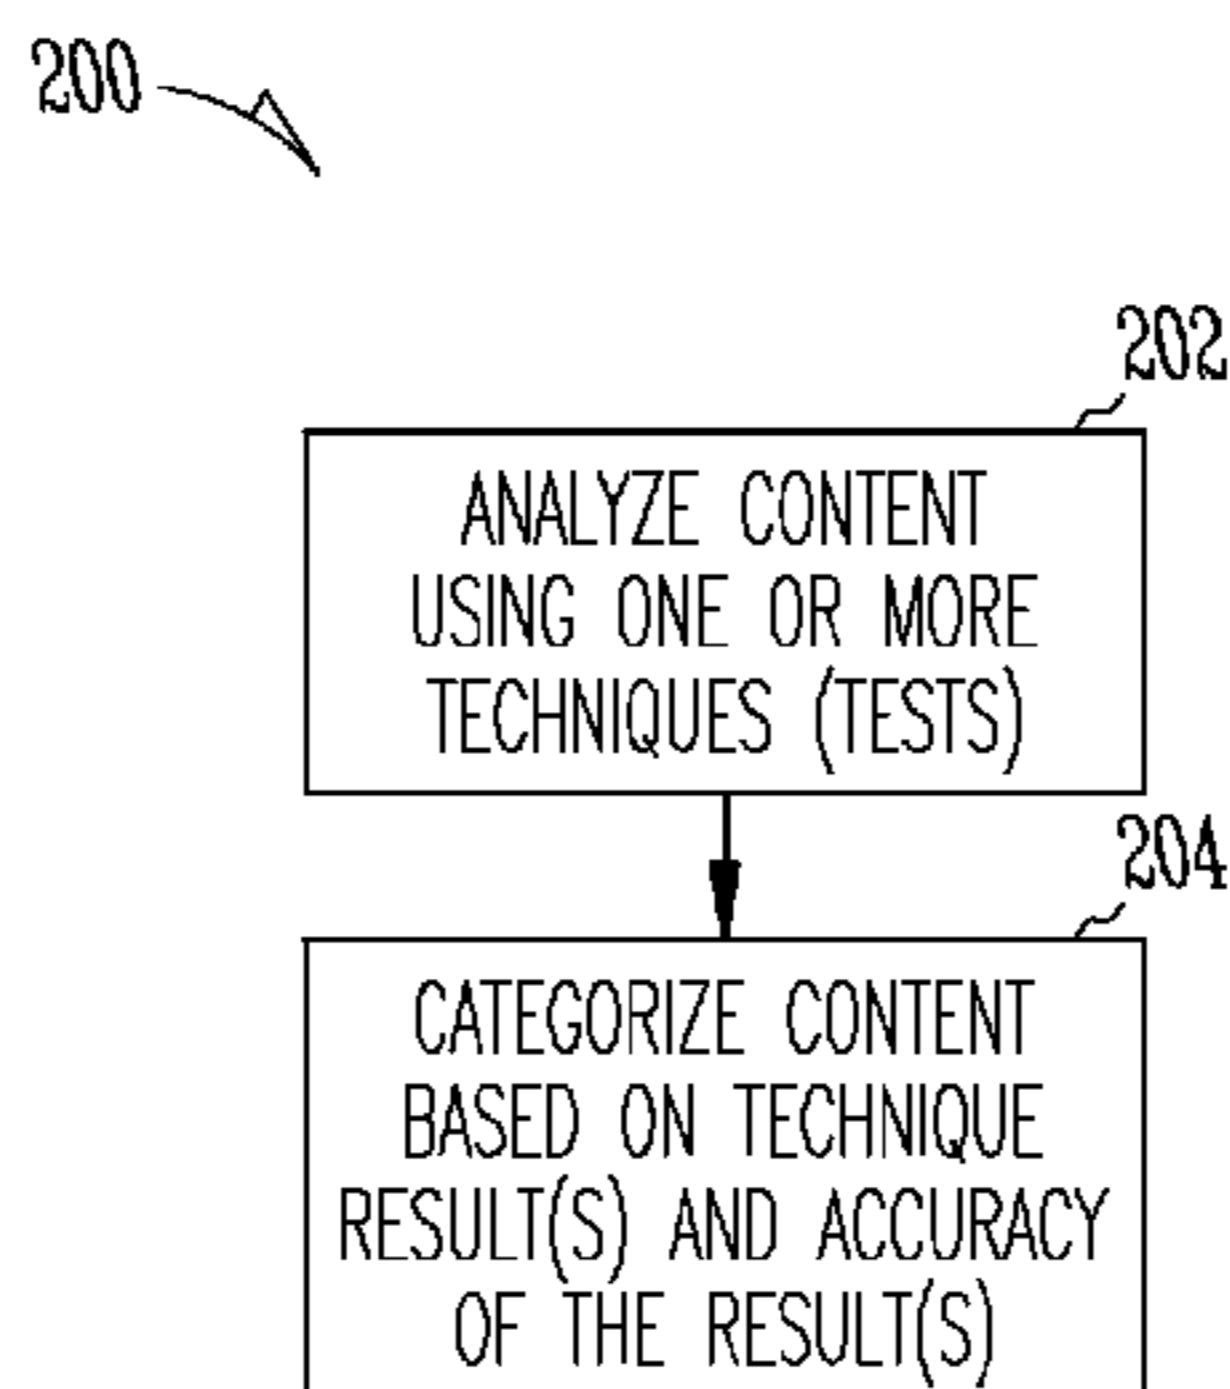 200
202
ANALYZE CONTENT
USING ONE OR MORE
TECHNIQUES (TESTS)
204
CATEGORIZE CONTENT
BASED ON TECHNIQUE
RESULT(S) AND ACCURACY
OF THE RESULT(S)